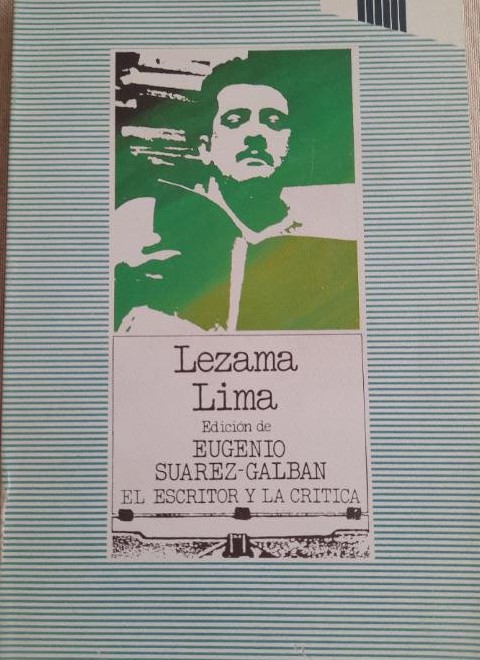 Lezama
Lima
Edición de
EUGENIO
SUAREZ-GALBAN
EL ESCRITOR Y LA CRITICA